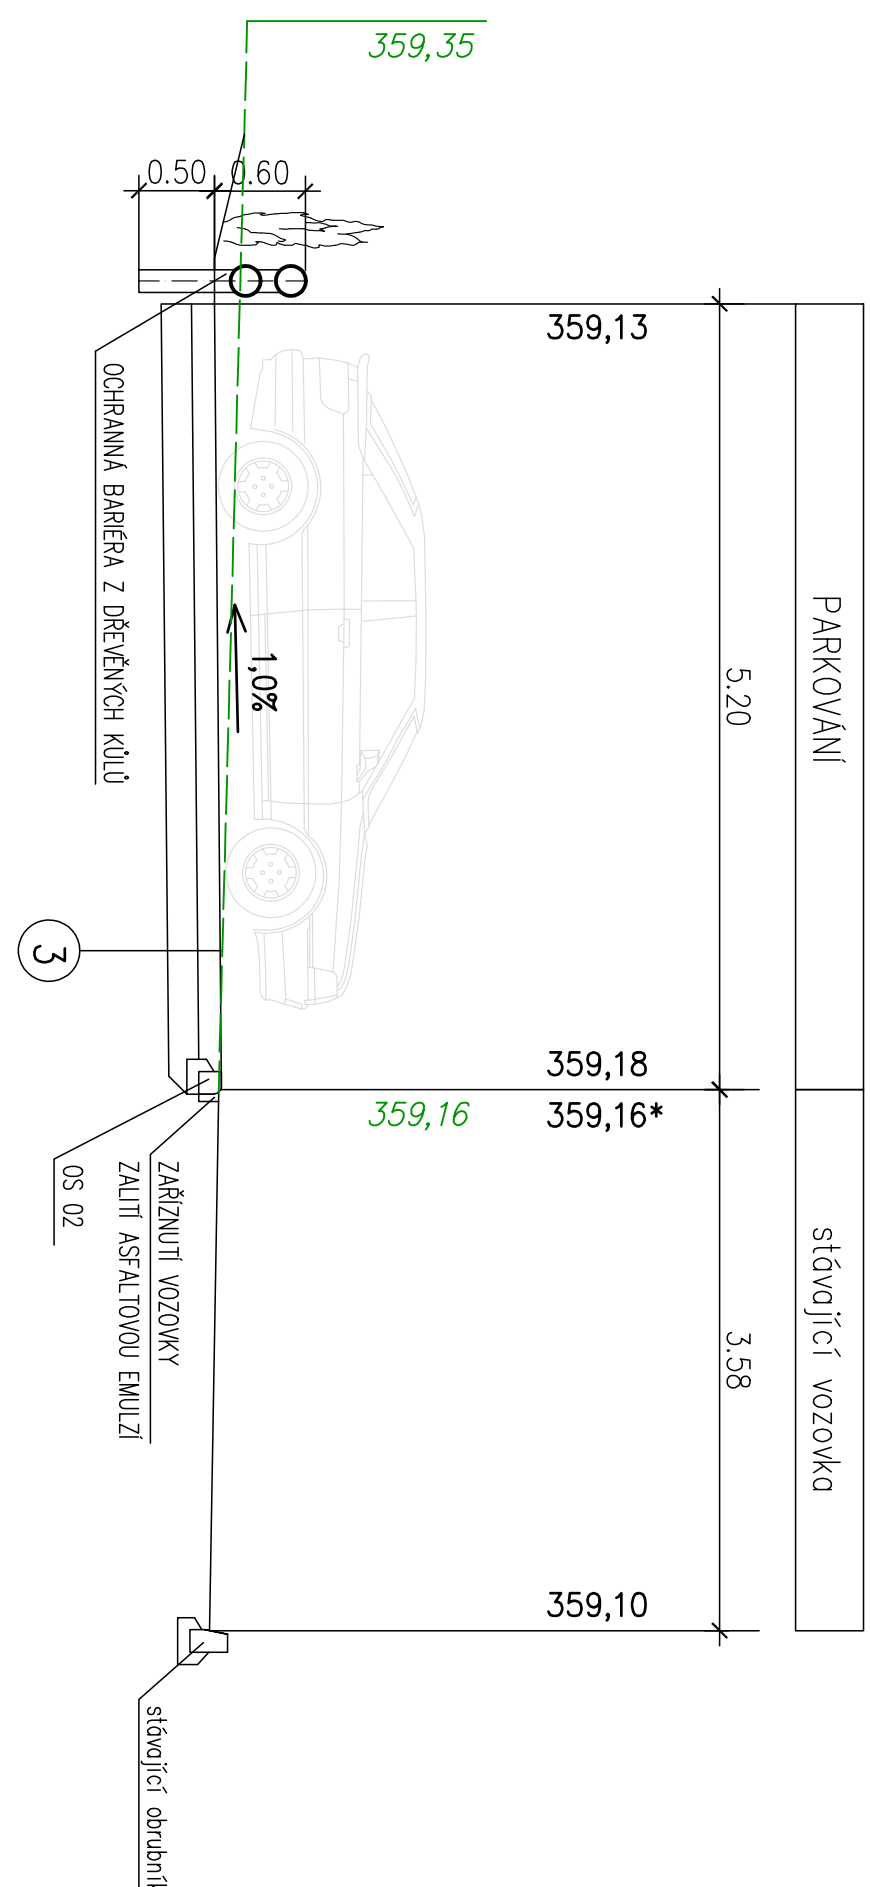 359,35
0.50
0.60
359,13
OCHRANNÁ BARIÉRA Z DŘEVĚNÝCH KŮLŮ
1,0%
5.20
PARKOVÁNÍ
3
359,18
359,16
359,16*
OS 02
ZAŘÍZNUTÍ VOZOVKY
ZALITÍ ASFALTOVOU EMULZÍ
3.58
stávající vozovka
359,10
stávající obrubník